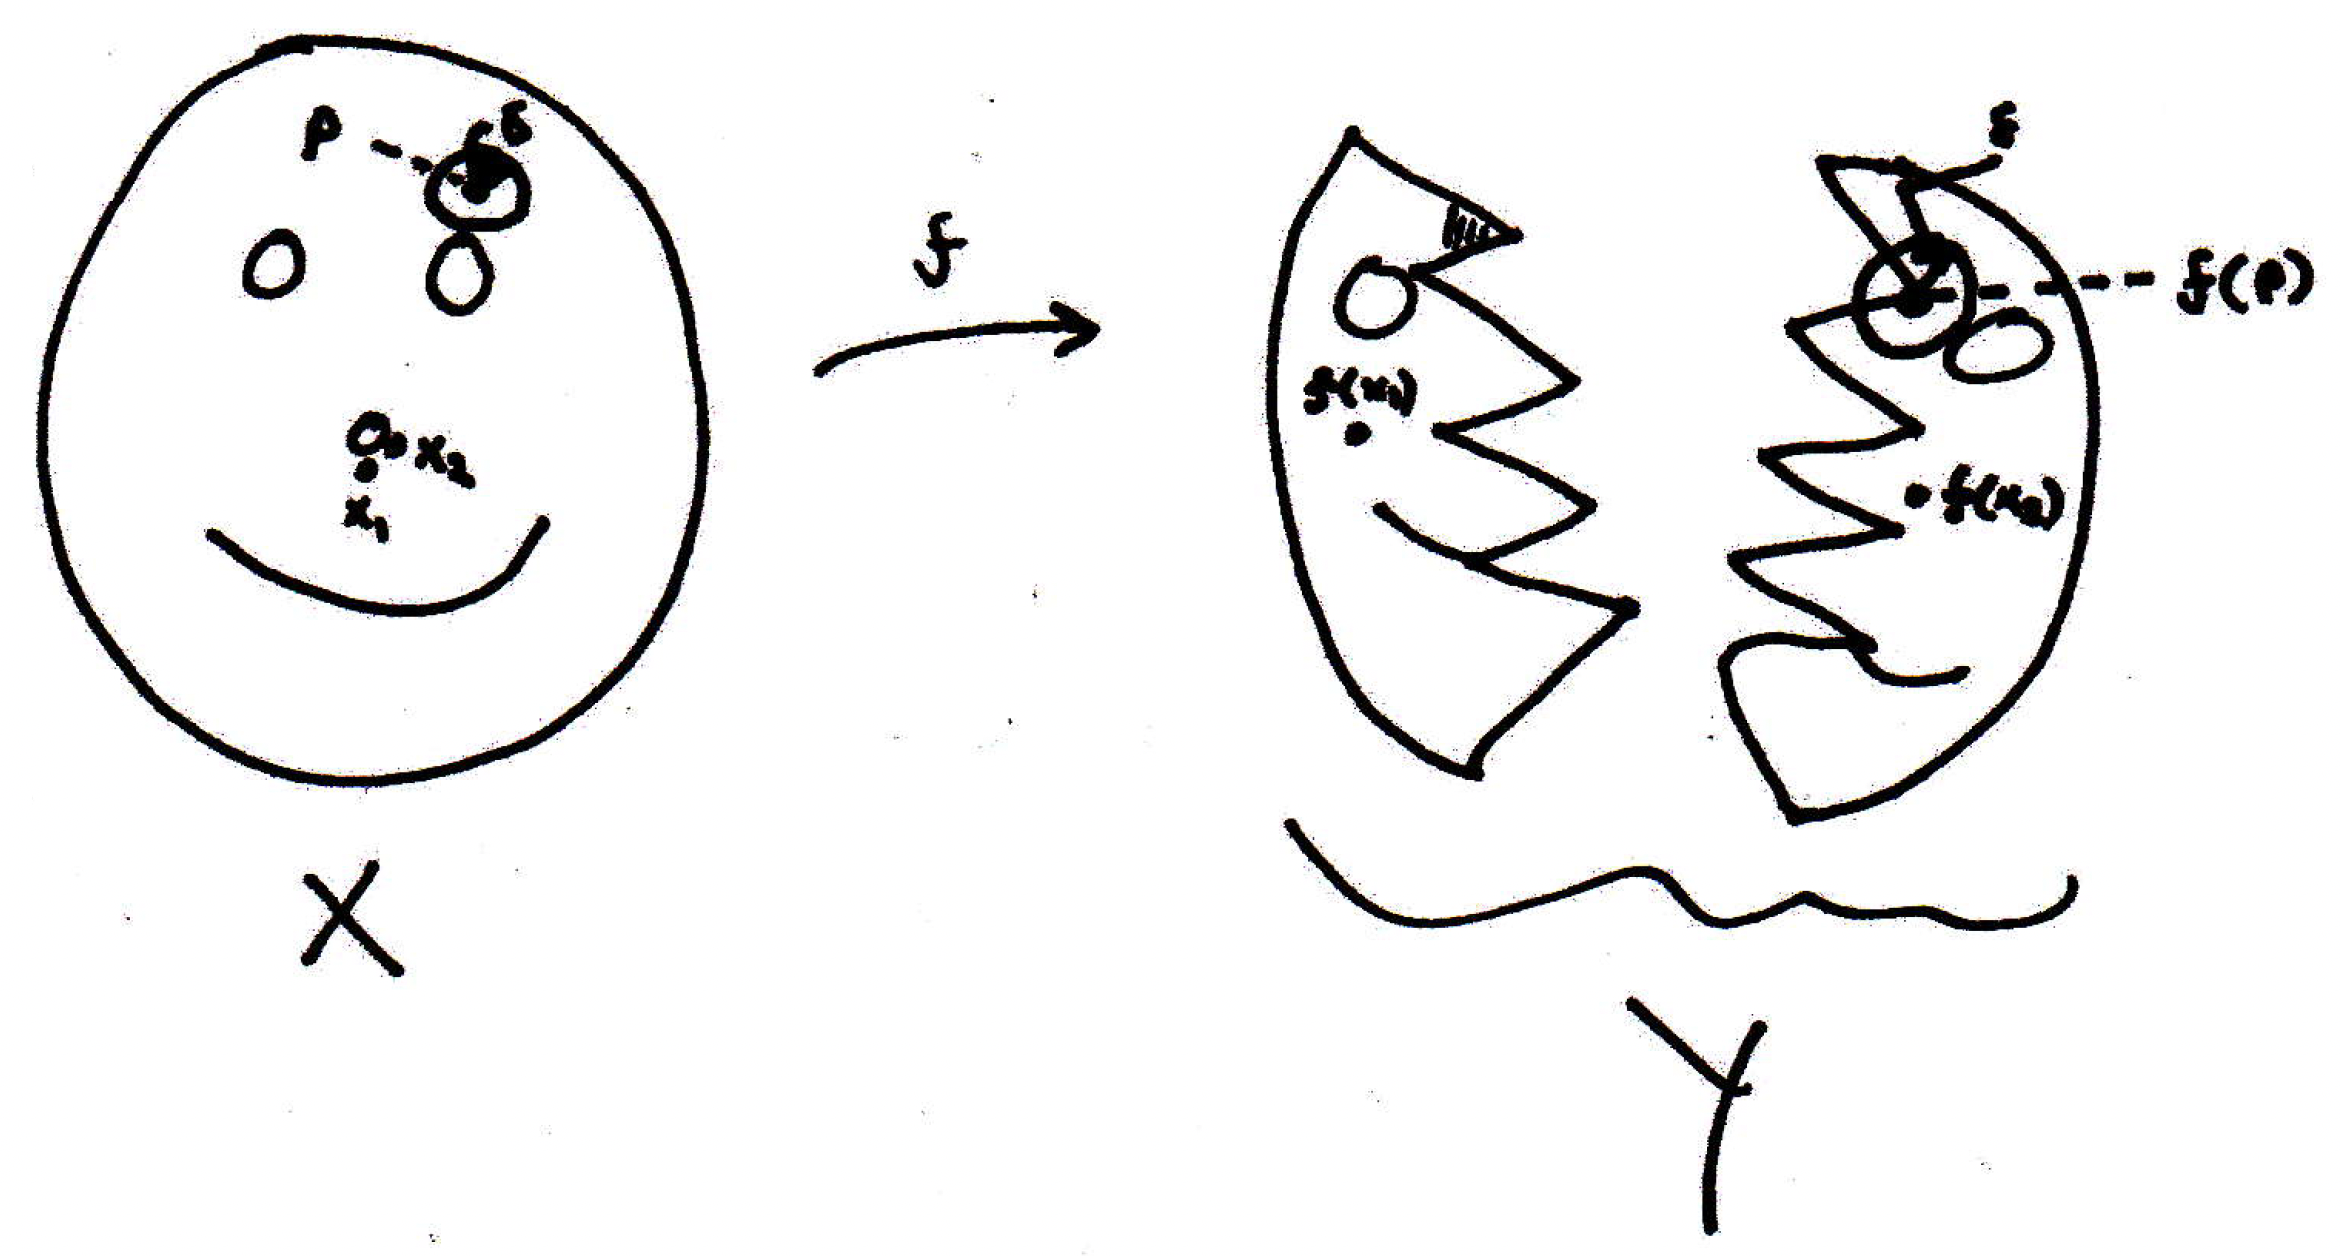 p δ
x₂
x₁
X
f
f(x₁)
ε
f(p)
f(x₂)
Y